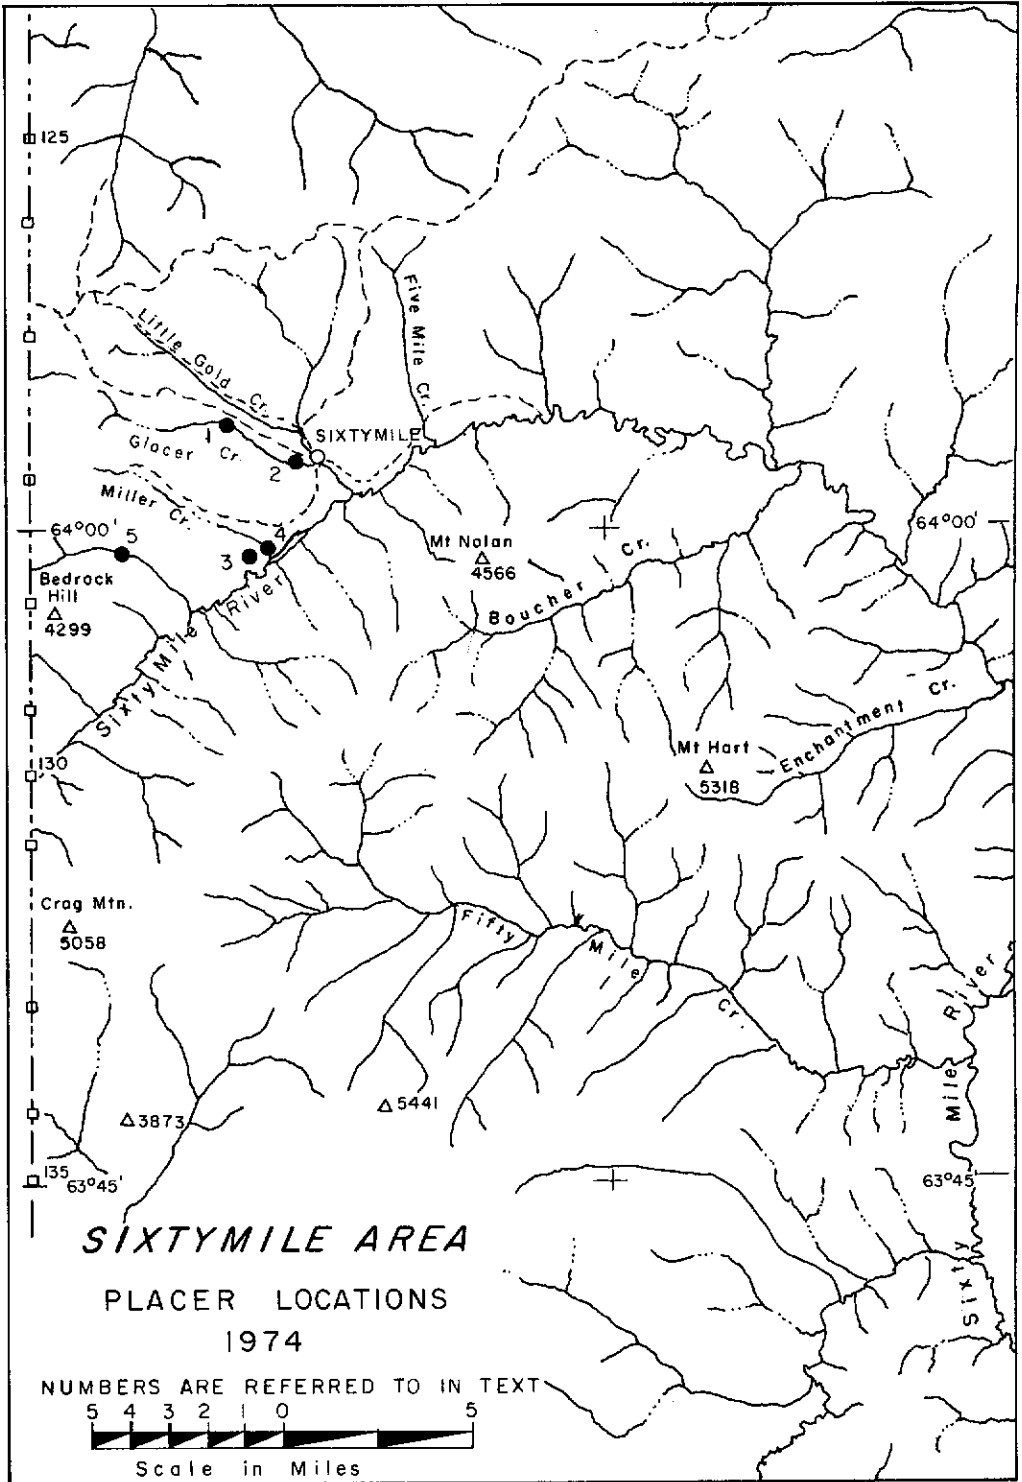 125
Little Gold Cr.
Five Mile Cr.
SIXTYMILE
1
Glacer Cr.
2
Miller Cr.
64°00'
64°00'
5
4
3
Mt Nolan
4566
Boucher Cr.
Bedrock
Hill
4299
Sixty Mile River
Enchantment Cr.
Mt Hart
5318
130
Crag Mtn.
5058
Fifty Mile Cr.
Sixty Mile River
5441
3873
135
63°45'
63°45'
SIXTYMILE AREA
PLACER LOCATIONS
1974
NUMBERS ARE REFERRED TO IN TEXT
5 4 3 2 1 0 5
Scale in Miles